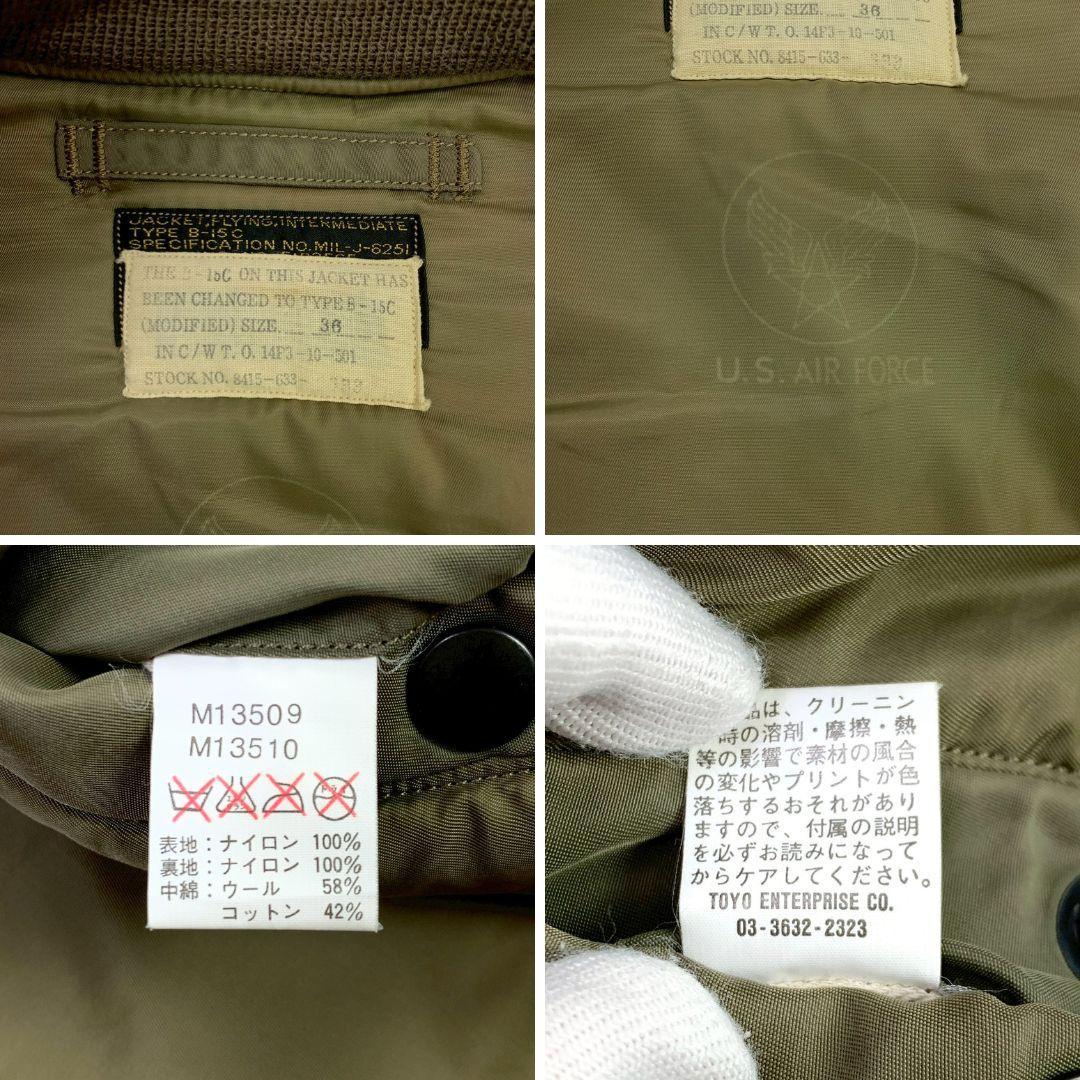 JACKET,FLYING,INTERMEDIATE
TYPE B-15C
SPECIFICATION NO.MIL-J-6251
THE B-15C ON THIS JACKET HAS
BEEN CHANGED TO TYPE B-15C
(MODIFIED) SIZE 36
IN C/W T. O. 14P3-10-501
STOCK NO. 8415-633-
(MODIFIED) SIZE 36
IN C/W T. O. 14P3-10-501
STOCK NO. 8415-633-
U.S. AIR FORCE
M13509
M13510
表地:ナイロン 100%
裏地:ナイロン 100%
中綿:ウール 58%
コットン 42%
品は、クリーニン
時の溶剤・摩擦・熱
等の影響で素材の風合
の変化やプリントが色
落ちするおそれがあり
ますので、付属の説明
を必ずお読みになって
からケアしてください。
TOYO ENTERPRISE CO.
03-3632-2323